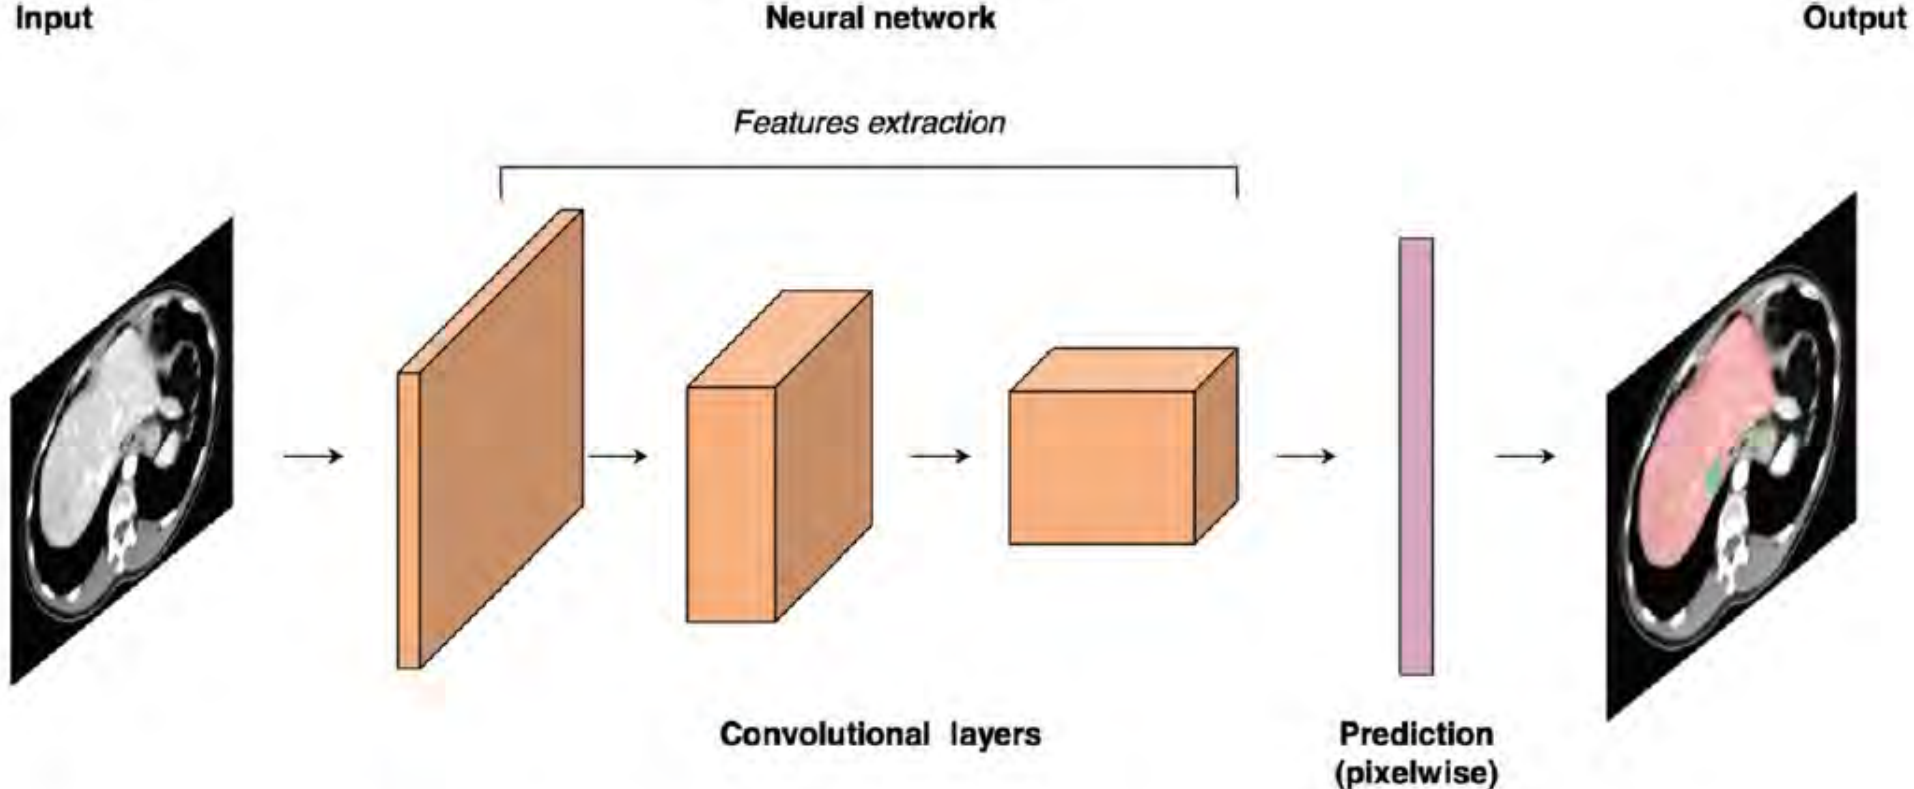 Input
Neural network
Output
Features extraction
Convolutional layers
Prediction
(pixelwise)